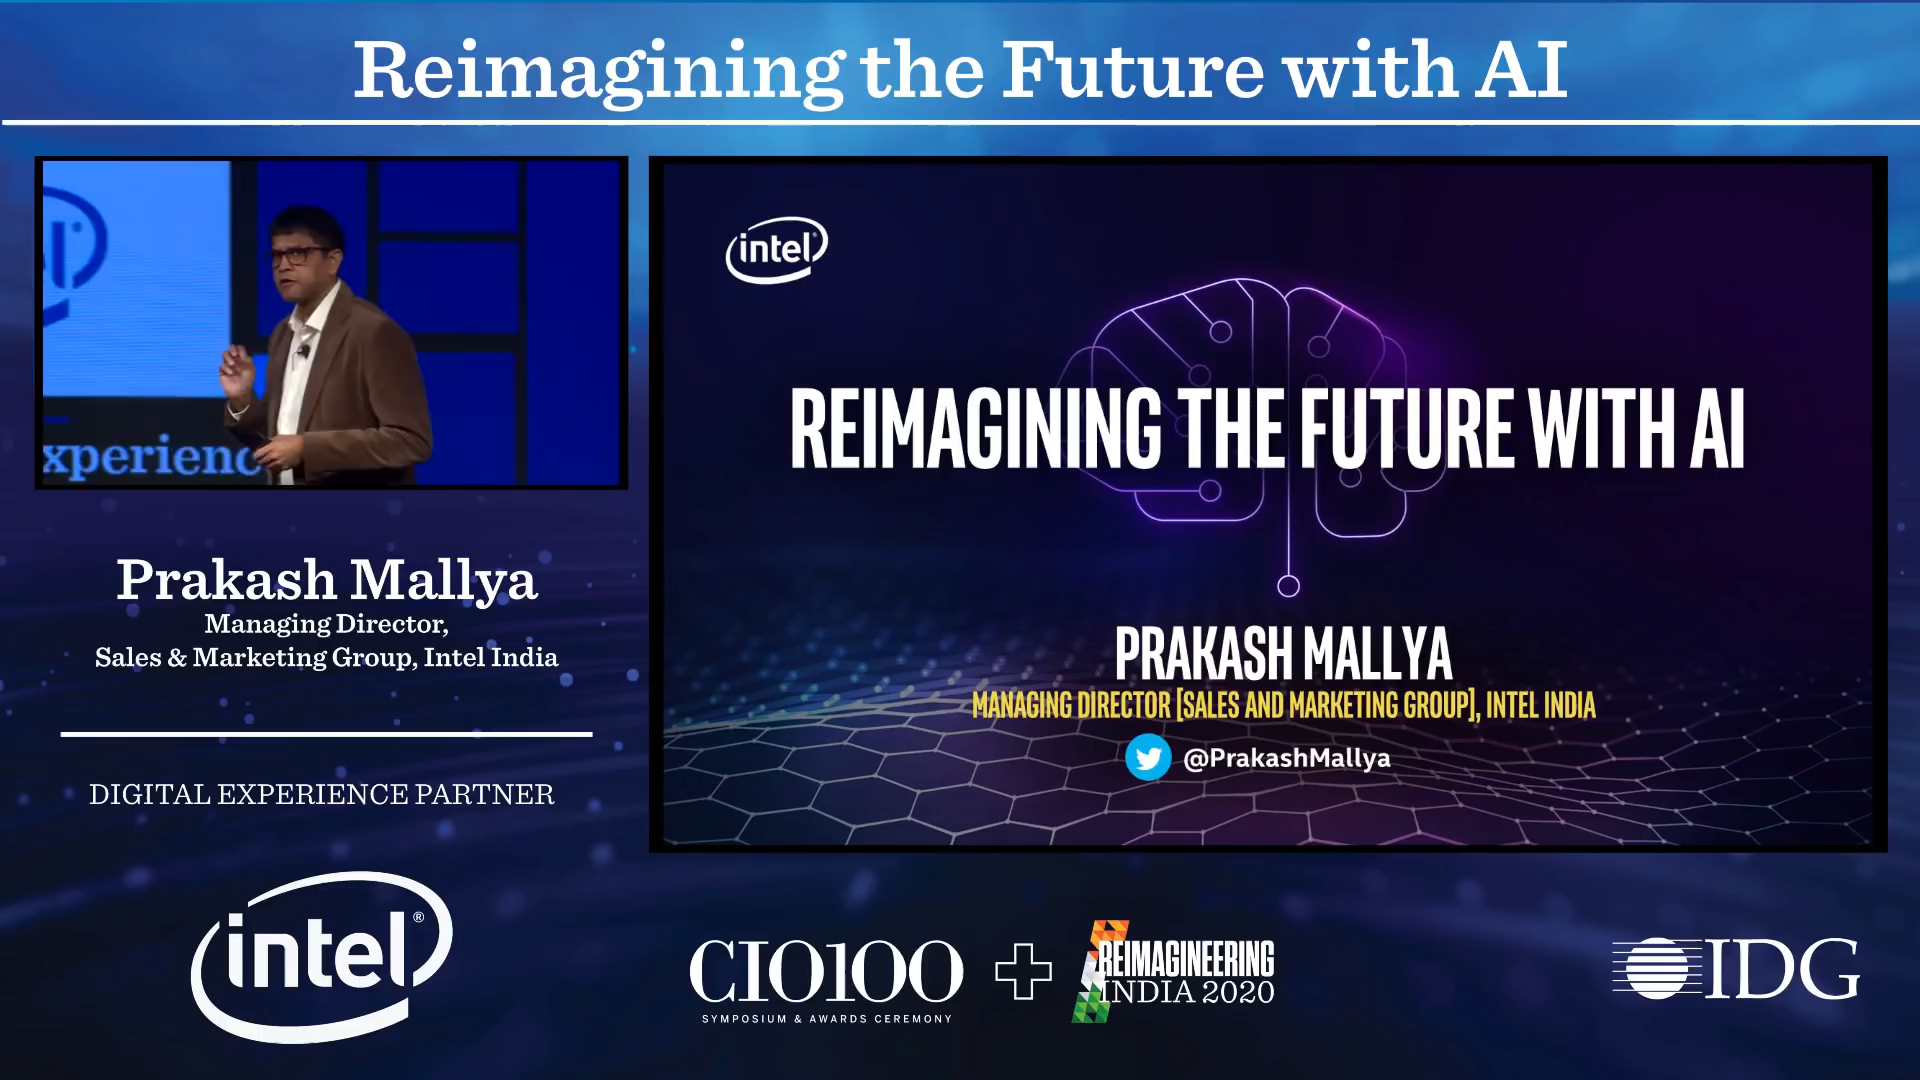 Reimagining the Future with AI
xperienc
Prakash Mallya
Managing Director,
Sales & Marketing Group, Intel India
DIGITAL EXPERIENCE PARTNER
intel®
intel
REIMAGINING THE FUTURE WITH AI
PRAKASH MALLYA
MANAGING DIRECTOR [SALES AND MARKETING GROUP], INTEL INDIA
@PrakashMallya
CIO100
SYMPOSIUM & AWARDS CEREMONY
REIMAGINEERING
INDIA 2020
IDG